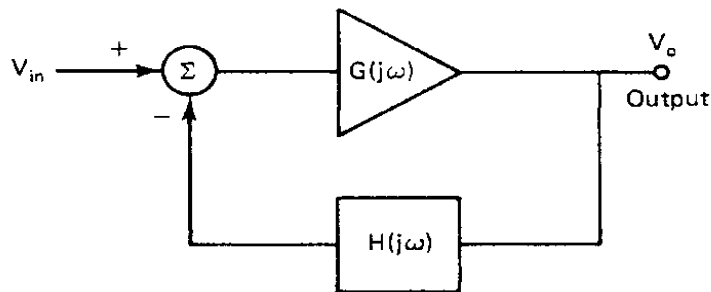 V_in
+
Σ
−
G(jω)
V_o
Output
H(jω)